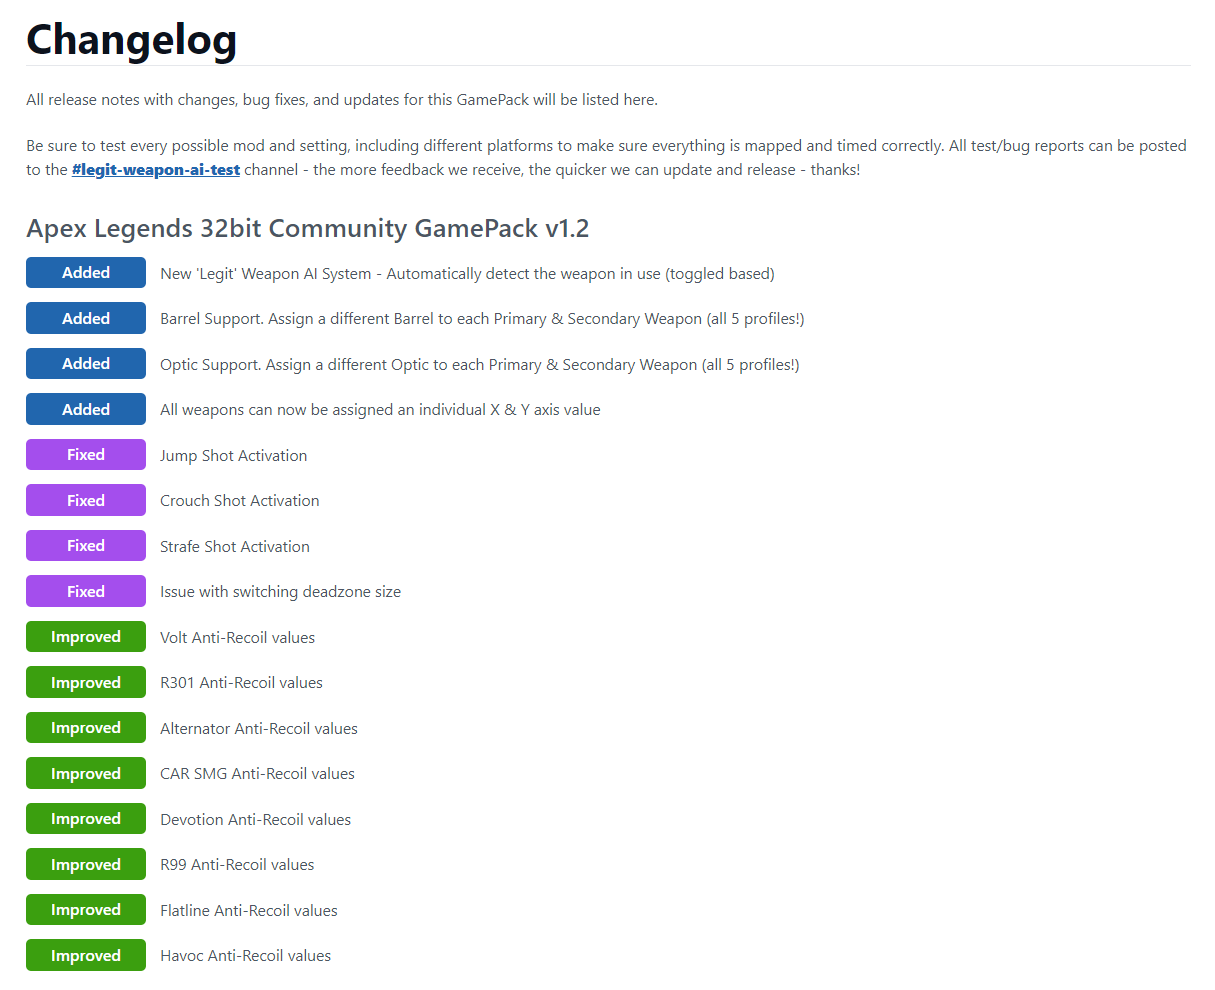 Changelog
All release notes with changes, bug fixes, and updates for this GamePack will be listed here.
Be sure to test every possible mod and setting, including different platforms to make sure everything is mapped and timed correctly. All test/bug reports can be posted
to the #legit-weapon-ai-test channel - the more feedback we receive, the quicker we can update and release - thanks!
Apex Legends 32bit Community GamePack v1.2
Added New 'Legit' Weapon AI System - Automatically detect the weapon in use (toggled based)
Added Barrel Support. Assign a different Barrel to each Primary & Secondary Weapon (all 5 profiles!)
Added Optic Support. Assign a different Optic to each Primary & Secondary Weapon (all 5 profiles!)
Added All weapons can now be assigned an individual X & Y axis value
Fixed Jump Shot Activation
Fixed Crouch Shot Activation
Fixed Strafe Shot Activation
Fixed Issue with switching deadzone size
Improved Volt Anti-Recoil values
Improved R301 Anti-Recoil values
Improved Alternator Anti-Recoil values
Improved CAR SMG Anti-Recoil values
Improved Devotion Anti-Recoil values
Improved R99 Anti-Recoil values
Improved Flatline Anti-Recoil values
Improved Havoc Anti-Recoil values